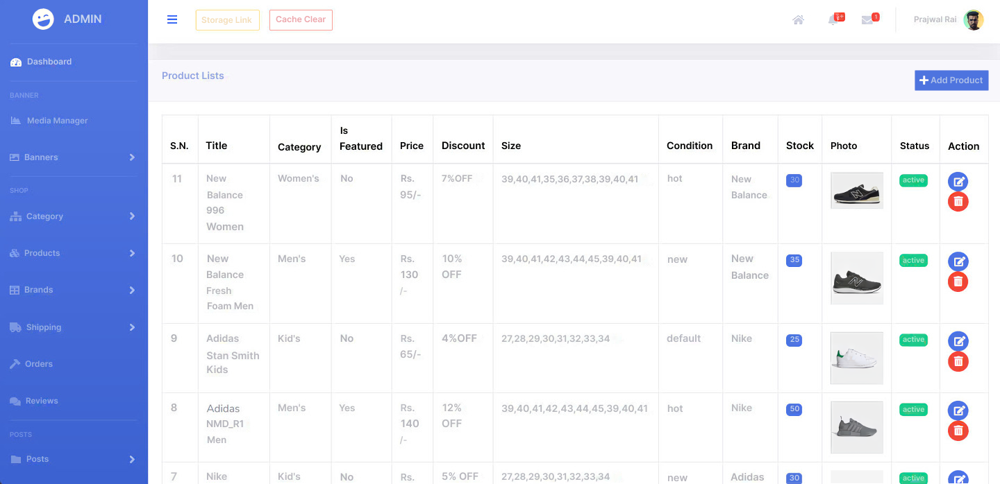 ADMIN
Dashboard
BANNER
Media Manager
Banners
SHOP
Category
Products
Brands
Shipping
Orders
Reviews
POSTS
Posts
Storage Link
Cache Clear
1
Prajwal Rai
Product Lists
Add Product
S.N. Title Category Is Featured Price Discount Size Condition Brand Stock Photo Status Action
11 New Women's No Rs. 7%OFF 39,40,41,35,36,37,38,39,40,41 hot New 30 active
Balance 95/- Balance
996
Women
10 New Men's Yes Rs. 10% 39,40,41,42,43,44,45,39,40,41 new New 35 active
Balance 130 OFF Balance
Fresh /-
Foam Men
9 Adidas Kid's No Rs. 4%OFF 27,28,29,30,31,32,33,34 default Nike 25 active
Stan Smith 65/-
Kids
8 Adidas Men's Yes Rs. 12% 39,40,41,42,43,44,45,39,40,41 hot Nike 50 active
NMD_R1 140 OFF
Men /-
7 Nike Kid's No Rs. 5% OFF 27,28,29,30,31,32,33,34 new Adidas 30 active